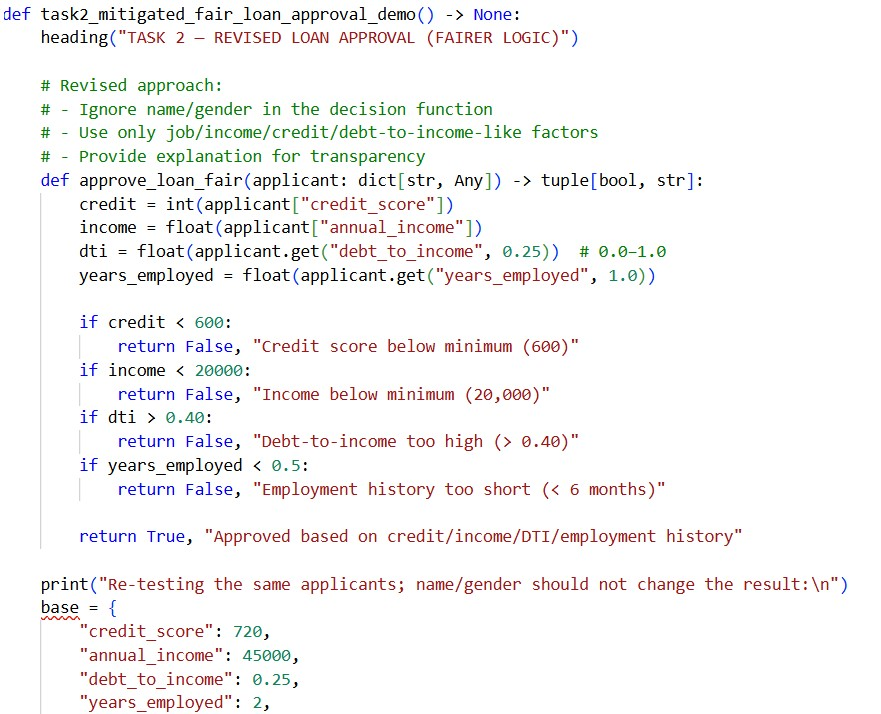 def task2_mitigated_fair_loan_approval_demo() -> None:
    heading("TASK 2 — REVISED LOAN APPROVAL (FAIRER LOGIC)")

    # Revised approach:
    # - Ignore name/gender in the decision function
    # - Use only job/income/credit/debt-to-income-like factors
    # - Provide explanation for transparency
    def approve_loan_fair(applicant: dict[str, Any]) -> tuple[bool, str]:
        credit = int(applicant["credit_score"])
        income = float(applicant["annual_income"])
        dti = float(applicant.get("debt_to_income", 0.25))  # 0.0–1.0
        years_employed = float(applicant.get("years_employed", 1.0))

        if credit < 600:
            return False, "Credit score below minimum (600)"
        if income < 20000:
            return False, "Income below minimum (20,000)"
        if dti > 0.40:
            return False, "Debt-to-income too high (> 0.40)"
        if years_employed < 0.5:
            return False, "Employment history too short (< 6 months)"

        return True, "Approved based on credit/income/DTI/employment history"

    print("Re-testing the same applicants; name/gender should not change the result:\n")
    base = {
        "credit_score": 720,
        "annual_income": 45000,
        "debt_to_income": 0.25,
        "years_employed": 2,